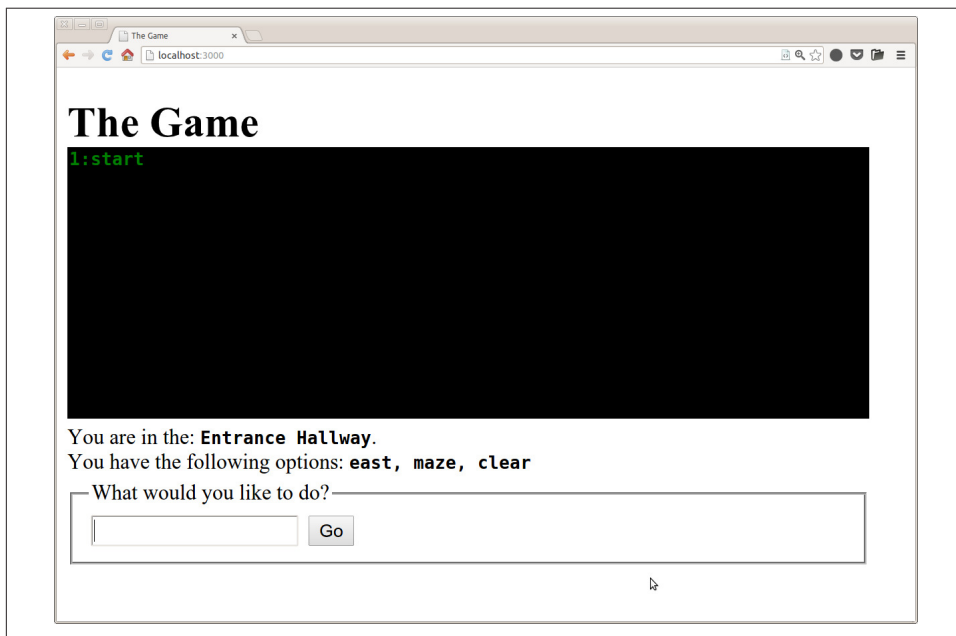 The Game
localhost:3000
The Game
1:start
You are in the: Entrance Hallway.
You have the following options: east, maze, clear
What would you like to do?
Go